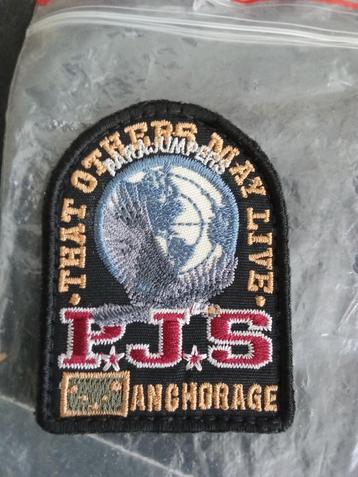 THAT OTHERS MAY LIVE
PARAJUMPERS
P.J.S
ANCHORAGE